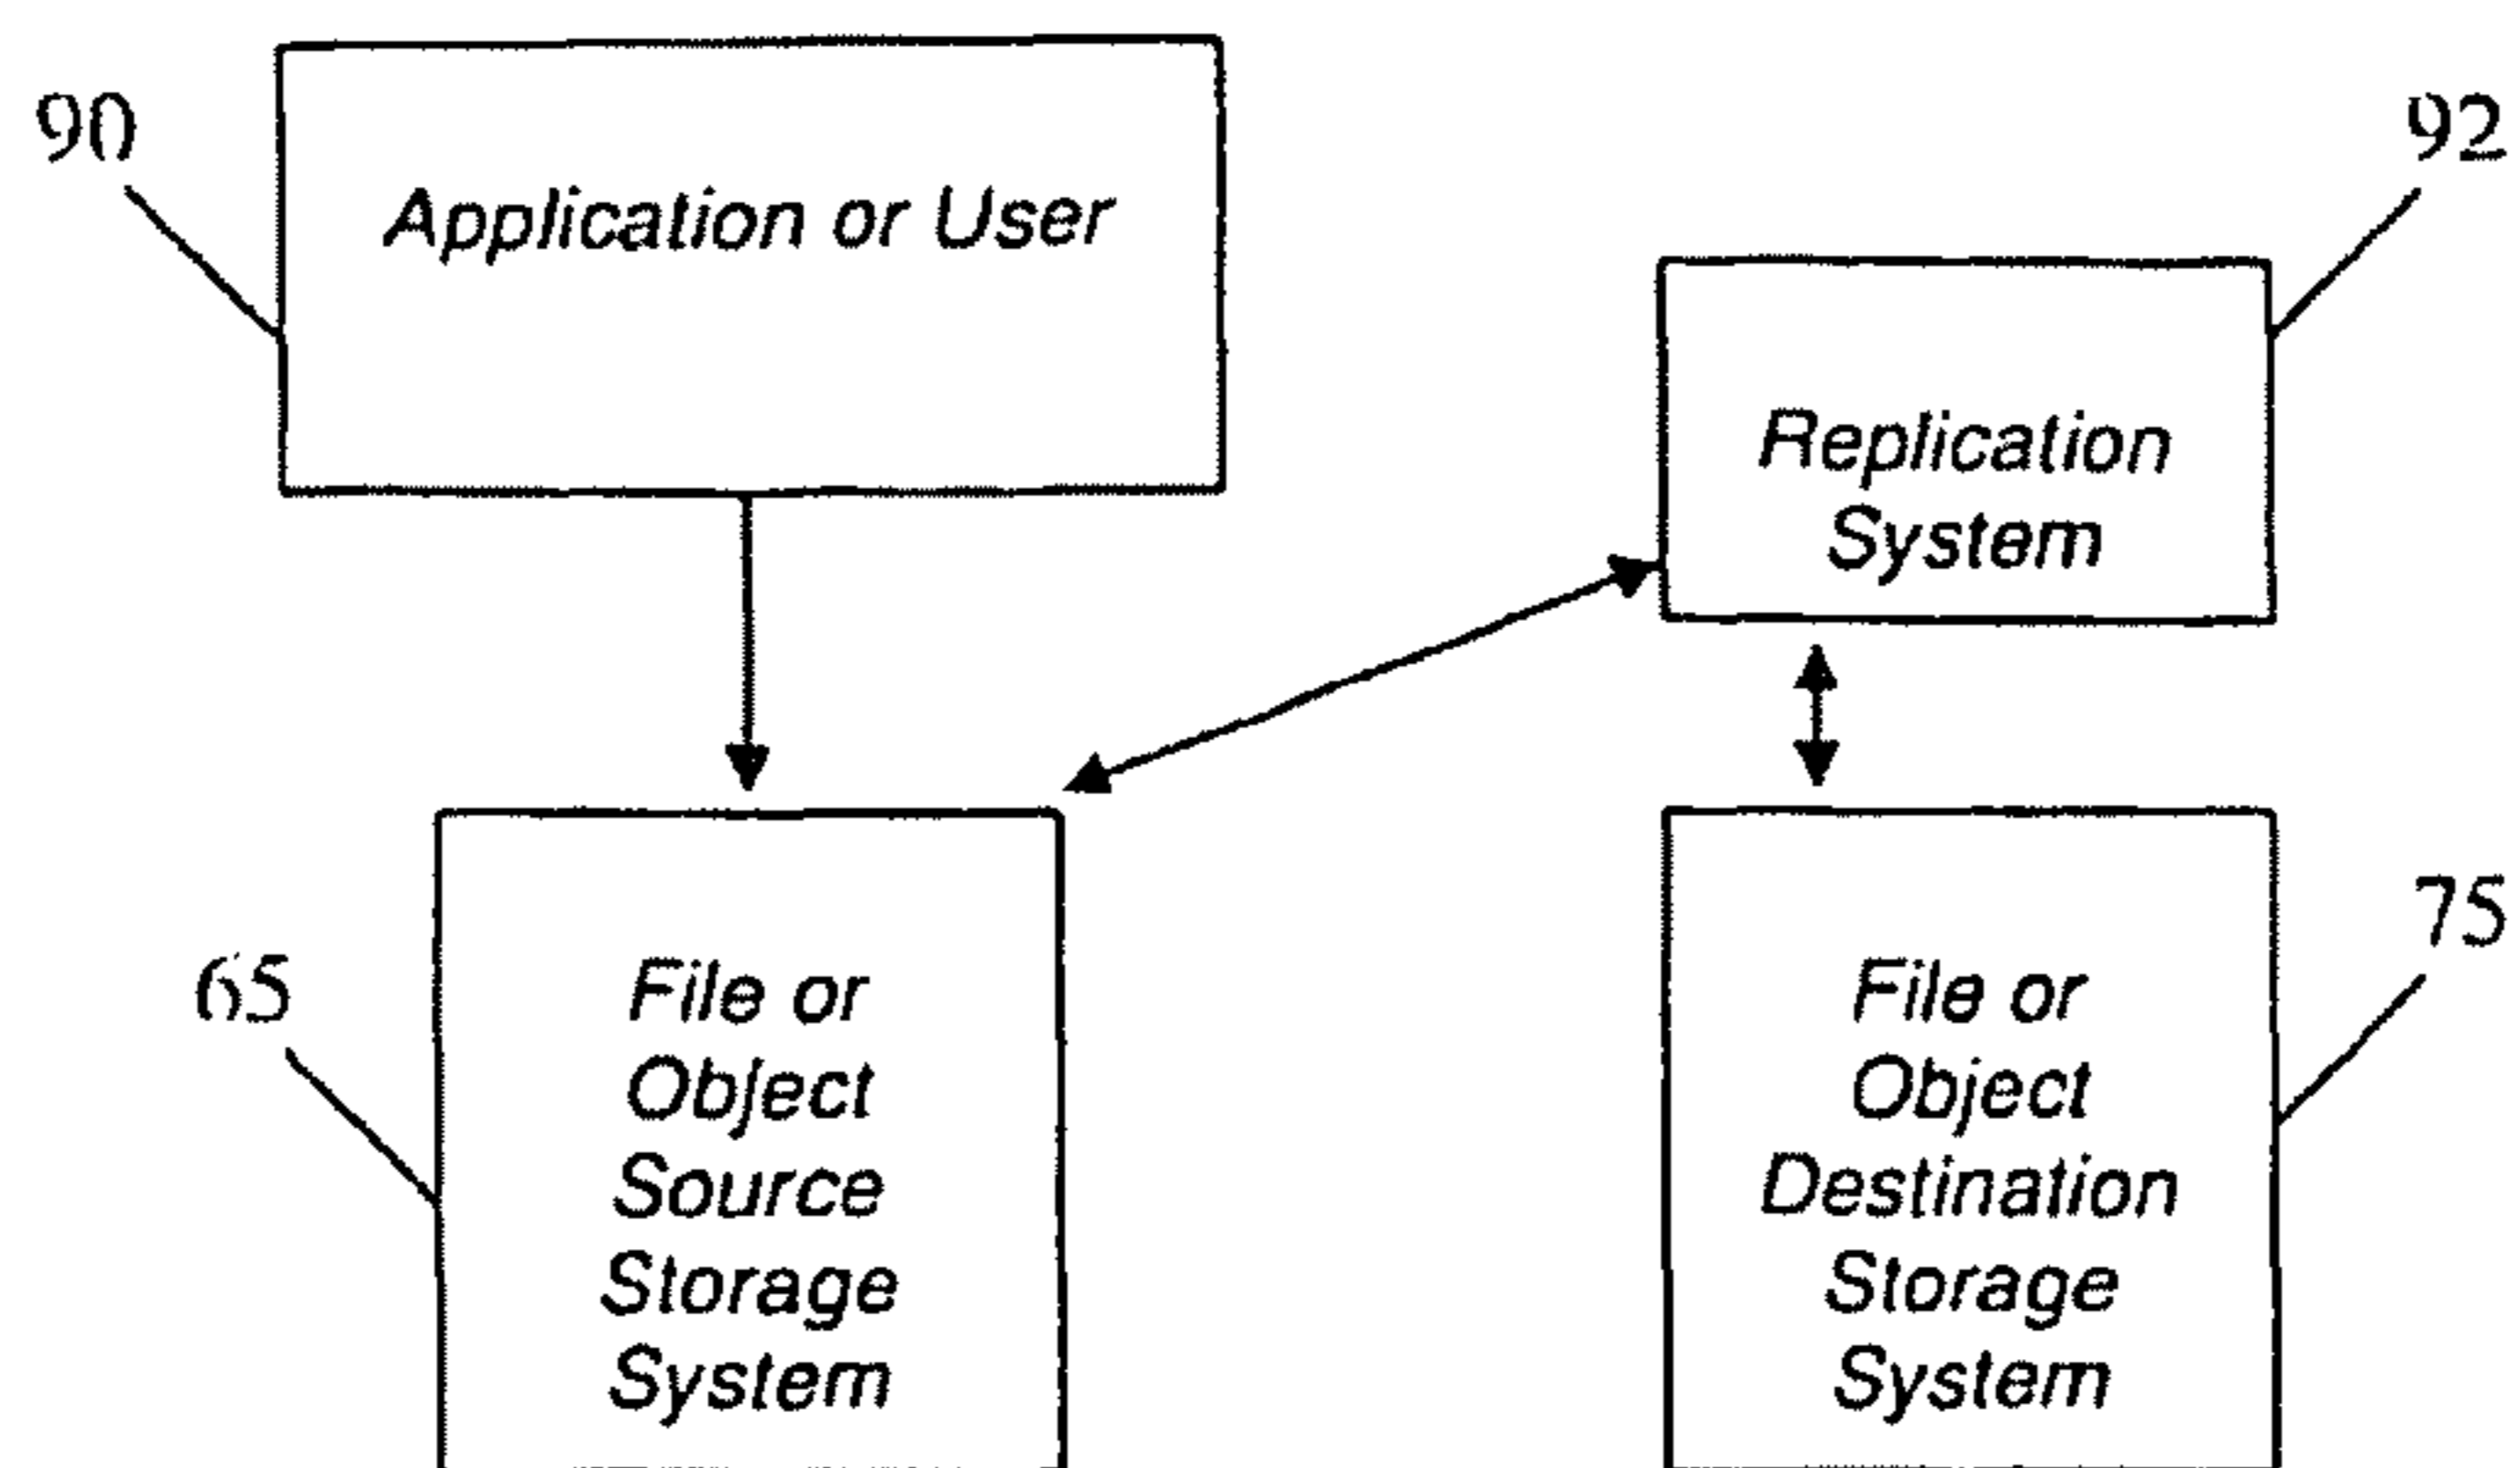 90
Application or User
92
Replication
System
65
File or
Object
Source
Storage
System
75
File or
Object
Destination
Storage
System